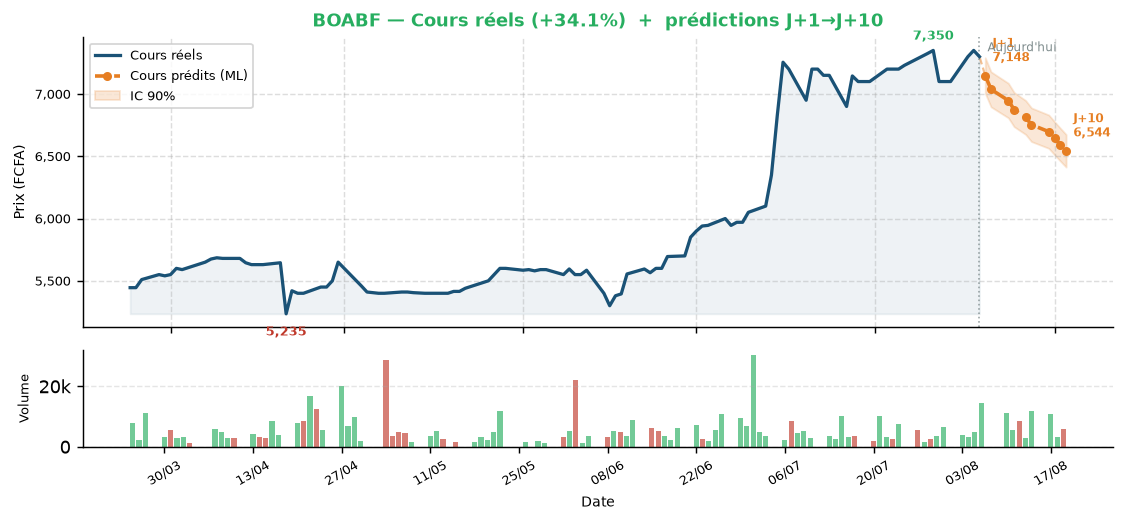 BOABF — Cours réels (+34.1%)  +  prédictions J+1→J+10
Cours réels
Cours prédits (ML)
IC 90%
7,350
Aujourd'hui
J+1
7,148
J+10
6,544
5,235
Prix (FCFA)
7,000
6,500
6,000
5,500
Volume
20k
0
30/03
13/04
27/04
11/05
25/05
08/06
22/06
06/07
20/07
03/08
17/08
Date